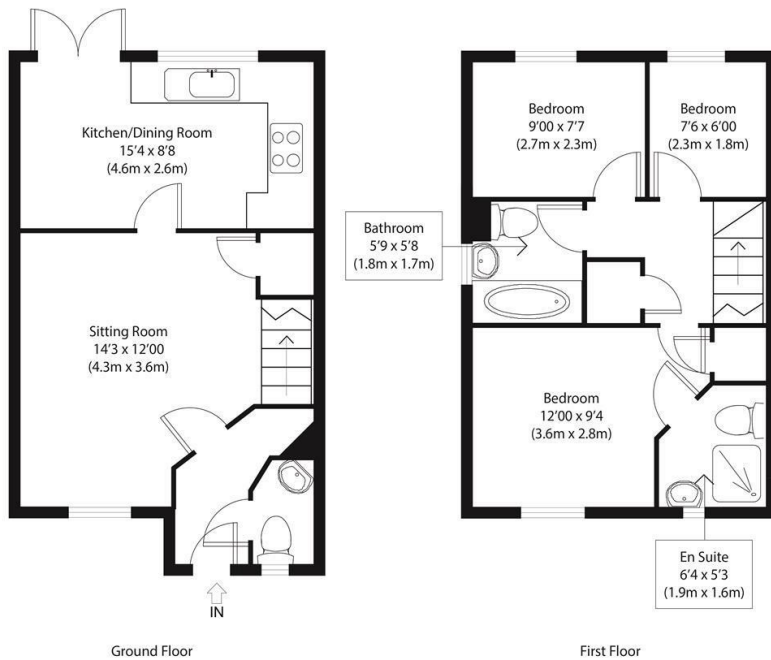 Kitchen/Dining Room
15'4 x 8'8
(4.6m x 2.6m)
Sitting Room
14'3 x 12'00
(4.3m x 3.6m)
IN
Ground Floor
Bedroom
9'00 x 7'7
(2.7m x 2.3m)
Bedroom
7'6 x 6'00
(2.3m x 1.8m)
Bathroom
5'9 x 5'8
(1.8m x 1.7m)
Bedroom
12'00 x 9'4
(3.6m x 2.8m)
En Suite
6'4 x 5'3
(1.9m x 1.6m)
First Floor